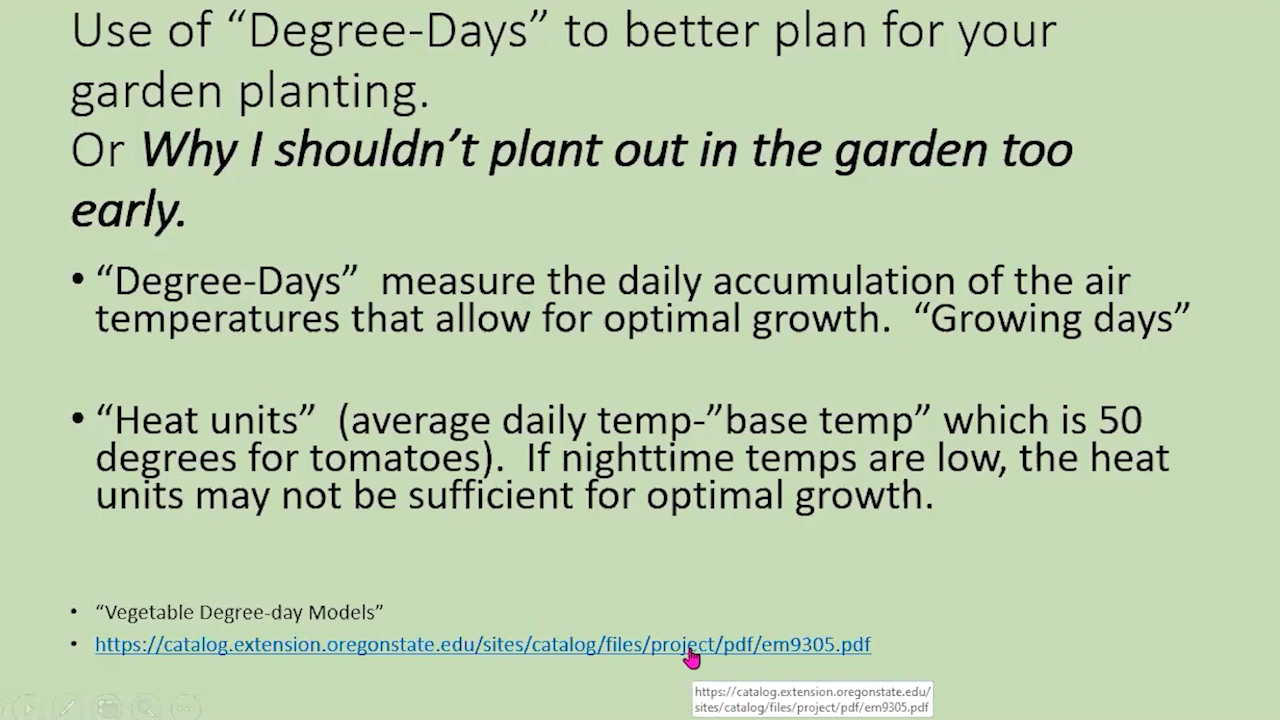 Use of “Degree-Days” to better plan for your
garden planting.
Or Why I shouldn’t plant out in the garden too
early.
• “Degree-Days”  measure the daily accumulation of the air
temperatures that allow for optimal growth.  “Growing days”
• “Heat units”  (average daily temp-”base temp” which is 50
degrees for tomatoes).  If nighttime temps are low, the heat
units may not be sufficient for optimal growth.
• “Vegetable Degree-day Models”
• https://catalog.extension.oregonstate.edu/sites/catalog/files/project/pdf/em9305.pdf
https://catalog.extension.oregonstate.edu/
sites/catalog/files/project/pdf/em9305.pdf